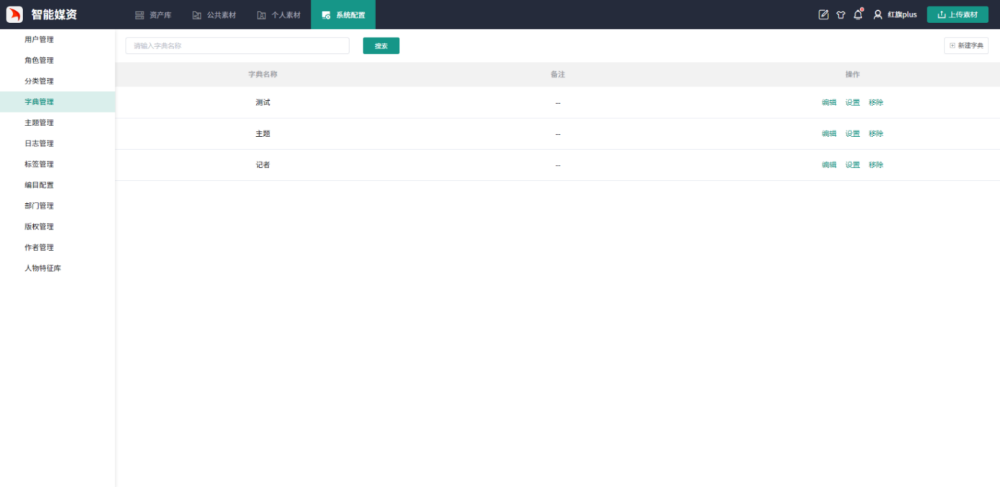 智能媒资 资产库 公共素材 个人素材 系统配置 红旗plus 上传素材
用户管理
角色管理
分类管理
字典管理
主题管理
日志管理
标签管理
编目配置
部门管理
版权管理
作者管理
人物特征库
请输入字典名称 搜索 新建字典
字典名称 备注 操作
测试 -- 编辑 设置 移除
主题 -- 编辑 设置 移除
记者 -- 编辑 设置 移除